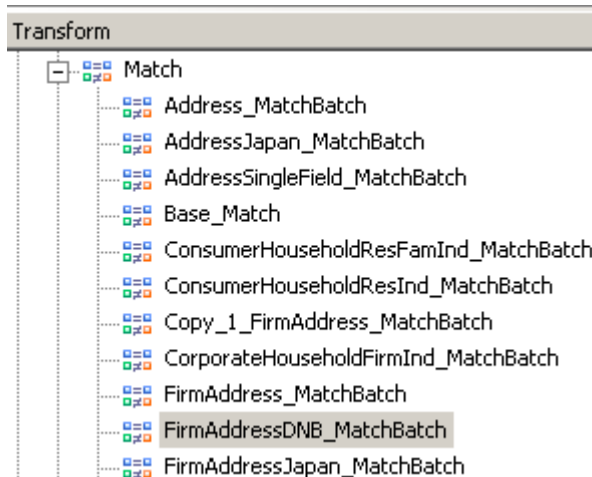 Transform
Match
Address_MatchBatch
AddressJapan_MatchBatch
AddressSingleField_MatchBatch
Base_Match
ConsumerHouseholdResFamInd_MatchBatch
ConsumerHouseholdResInd_MatchBatch
Copy_1_FirmAddress_MatchBatch
CorporateHouseholdFirmInd_MatchBatch
FirmAddress_MatchBatch
FirmAddressDNB_MatchBatch
FirmAddressJapan_MatchBatch